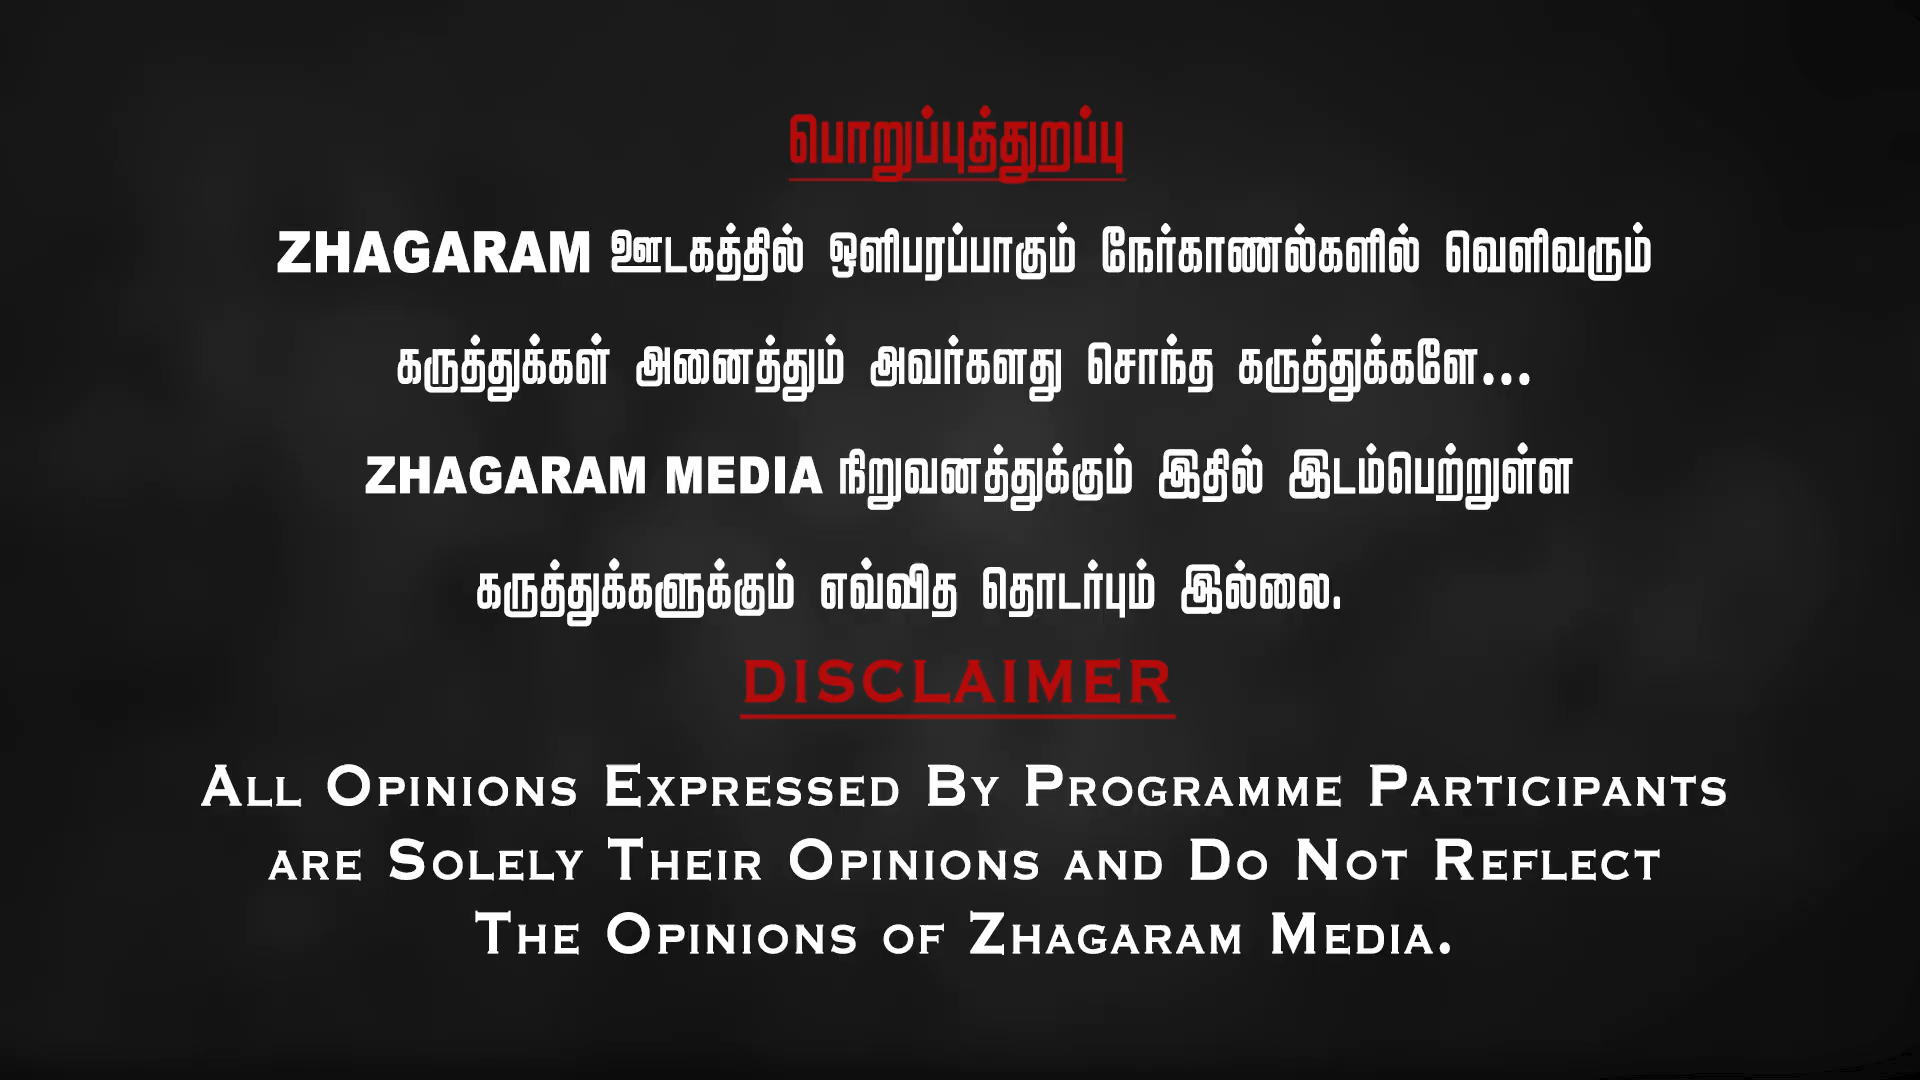 பொறுப்புத்துறப்பு
ZHAGARAM ஊடகத்தில் ஒளிபரப்பாகும் நேர்காணல்களில் வெளிவரும்
கருத்துக்கள் அனைத்தும் அவர்களது சொந்த கருத்துக்களே...
ZHAGARAM MEDIA நிறுவனத்துக்கும் இதில் இடம்பெற்றுள்ள
கருத்துக்களுக்கும் எவ்வித தொடர்பும் இல்லை.
DISCLAIMER
All Opinions Expressed By Programme Participants
are Solely Their Opinions and Do Not Reflect
The Opinions of Zhagaram Media.